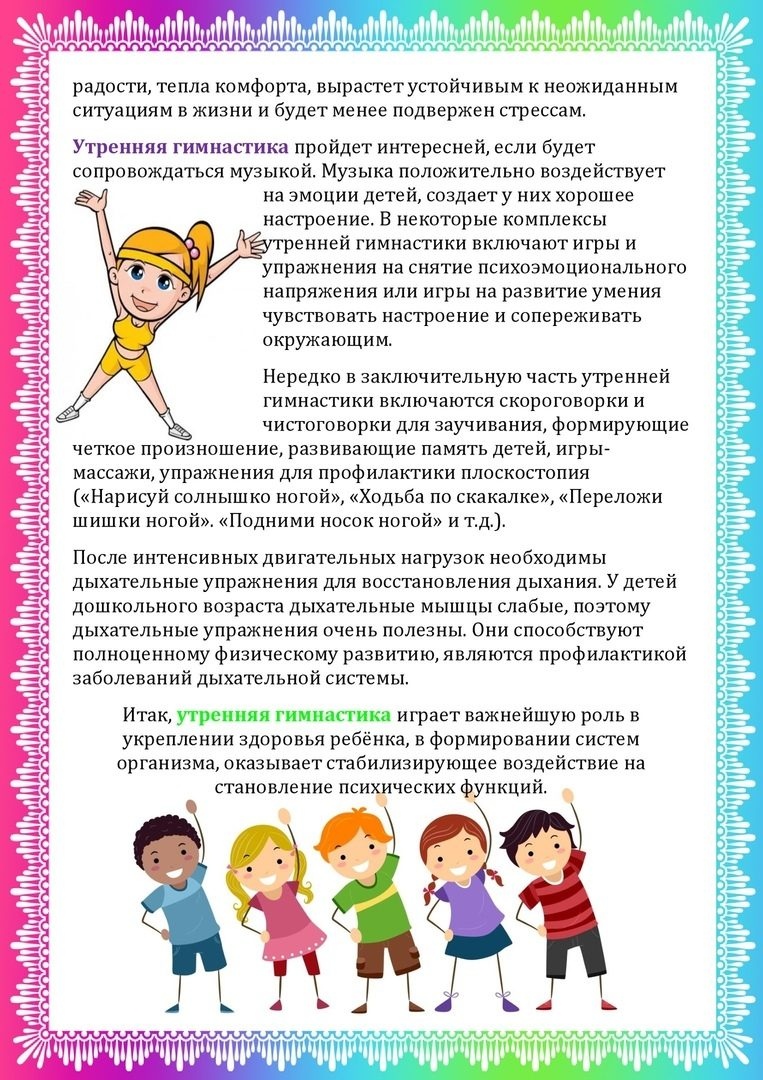 радости, тепла комфорта, вырастет устойчивым к неожиданным
ситуациям в жизни и будет менее подвержен стрессам.
Утренняя гимнастика пройдет интересней, если будет
сопровождаться музыкой. Музыка положительно воздействует
на эмоции детей, создает у них хорошее
настроение. В некоторые комплексы
утренней гимнастики включают игры и
упражнения на снятие психоэмоционального
напряжения или игры на развитие умения
чувствовать настроение и сопереживать
окружающим.
Нередко в заключительную часть утренней
гимнастики включаются скороговорки и
чистоговорки для заучивания, формирующие
четкое произношение, развивающие память детей, игры-
массажи, упражнения для профилактики плоскостопия
(«Нарисуй солнышко ногой», «Ходьба по скакалке», «Переложи
шишки ногой». «Подними носок ногой» и т.д.).
После интенсивных двигательных нагрузок необходимы
дыхательные упражнения для восстановления дыхания. У детей
дошкольного возраста дыхательные мышцы слабые, поэтому
дыхательные упражнения очень полезны. Они способствуют
полноценному физическому развитию, являются профилактикой
заболеваний дыхательной системы.
Итак, утренняя гимнастика играет важнейшую роль в
укреплении здоровья ребёнка, в формировании систем
организма, оказывает стабилизирующее воздействие на
становление психических функций.